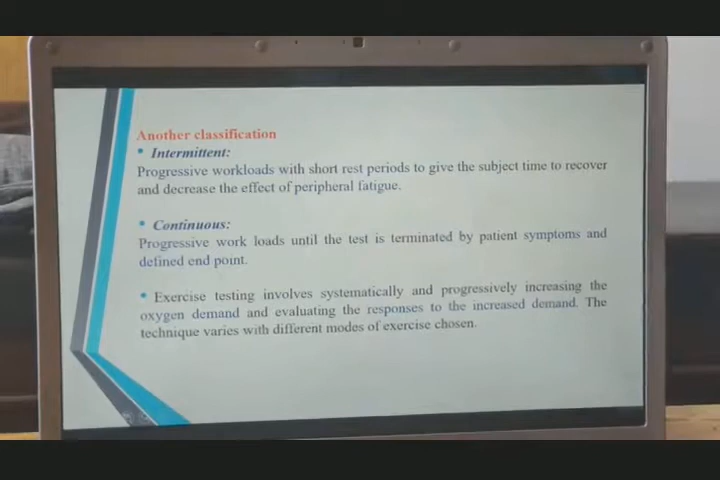 Another classification
• Intermittent:
Progressive workloads with short rest periods to give the subject time to recover
and decrease the effect of peripheral fatigue.
• Continuous:
Progressive work loads until the test is terminated by patient symptoms and
defined end point.
• Exercise testing involves systematically and progressively increasing the
oxygen demand and evaluating the responses to the increased demand. The
technique varies with different modes of exercise chosen.